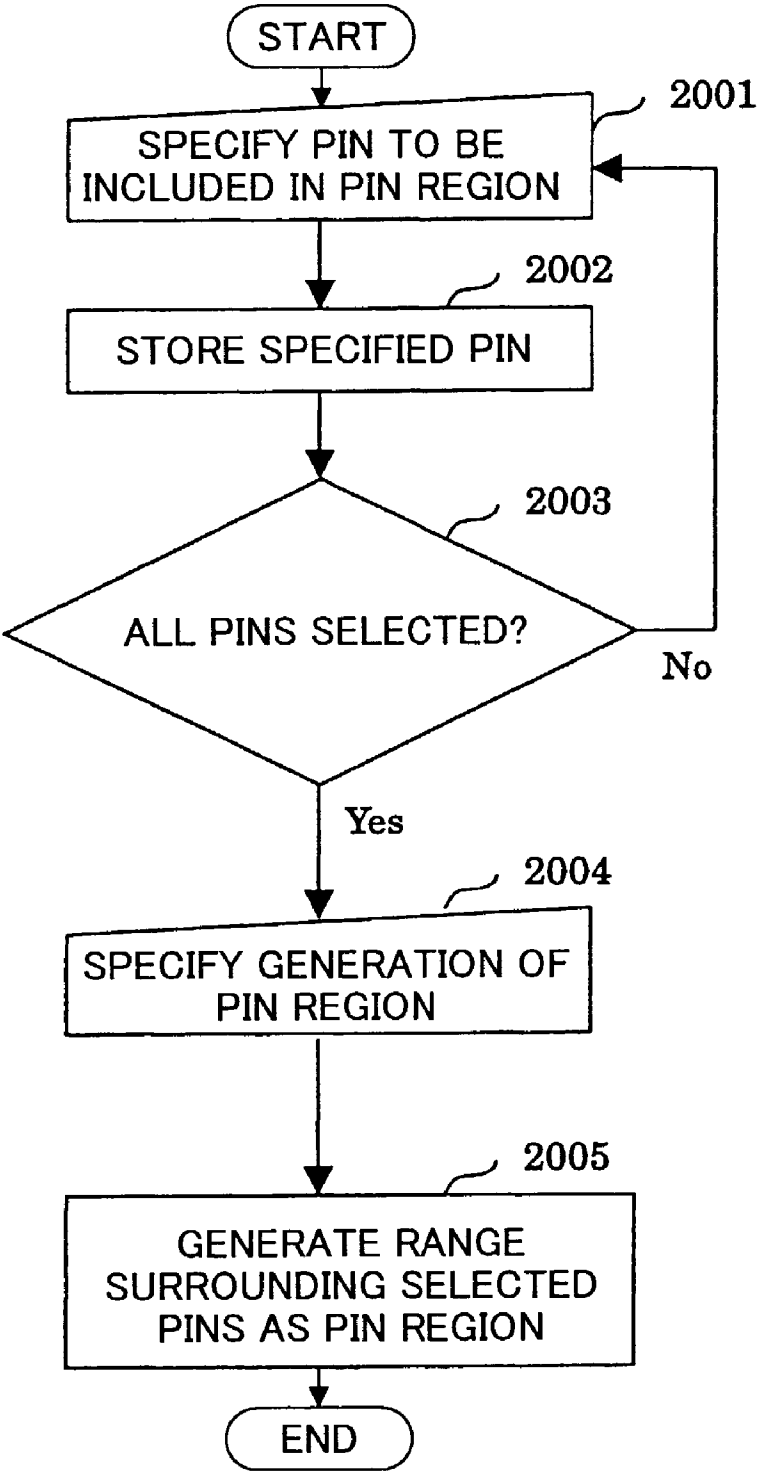 START
2001
SPECIFY PIN TO BE
INCLUDED IN PIN REGION
2002
STORE SPECIFIED PIN
2003
ALL PINS SELECTED?
No
Yes
2004
SPECIFY GENERATION OF
PIN REGION
2005
GENERATE RANGE
SURROUNDING SELECTED
PINS AS PIN REGION
END